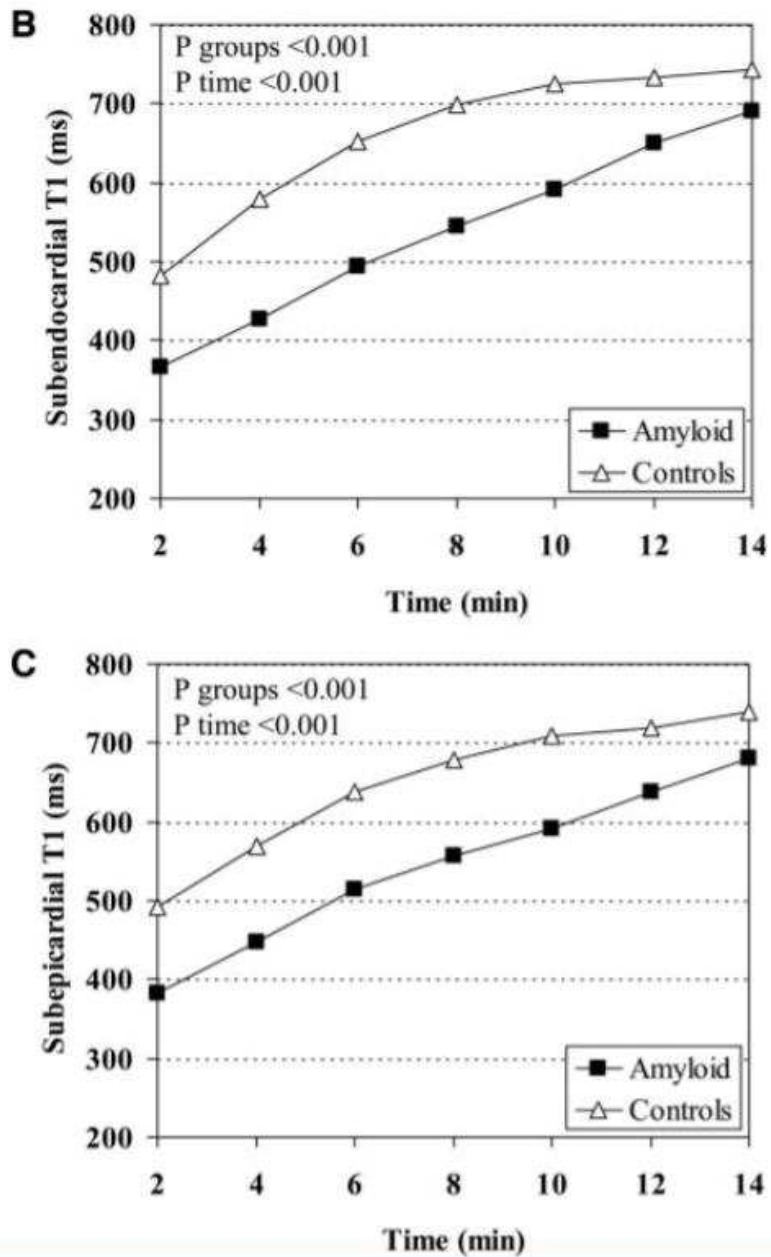 B
800
700
600
500
400
300
200
Subendocardial T1 (ms)
P groups <0.001
P time <0.001
Amyloid
Controls
2 4 6 8 10 12 14
Time (min)
C
800
700
600
500
400
300
200
Subepicardial T1 (ms)
P groups <0.001
P time <0.001
Amyloid
Controls
2 4 6 8 10 12 14
Time (min)